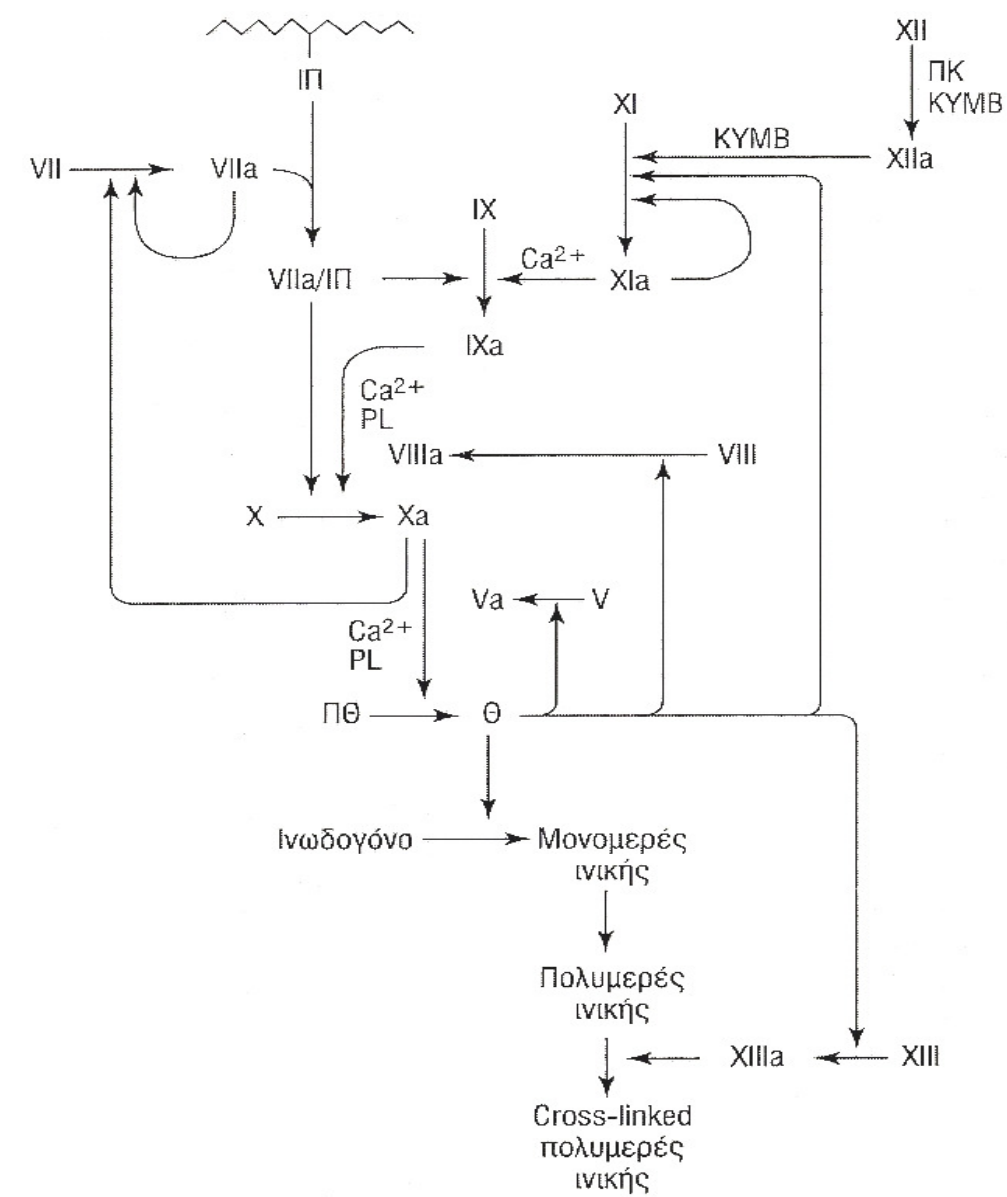 XII
ΙΠ
ΠΚ
ΚΥΜΒ
XI
ΚΥΜΒ
VII
VIIa
XIIa
IX
VIIa/ΙΠ
Ca2+
XIa
IXa
Ca2+
PL
VIIIa
VIII
X
Xa
Va
V
Ca2+
PL
ΠΘ
Θ
Ινωδογόνο
Μονομερές
ινικής
Πολυμερές
ινικής
XIIIa
XIII
Cross-linked
πολυμερές
ινικής